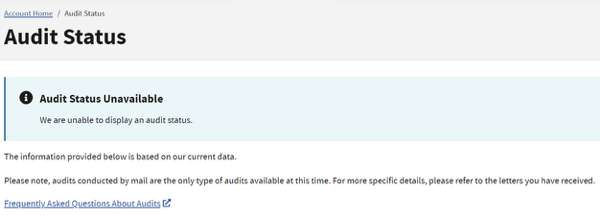 Account Home / Audit Status
Audit Status
Audit Status Unavailable
We are unable to display an audit status.
The information provided below is based on our current data.
Please note, audits conducted by mail are the only type of audits available at this time. For more specific details, please refer to the letters you have received.
Frequently Asked Questions About Audits